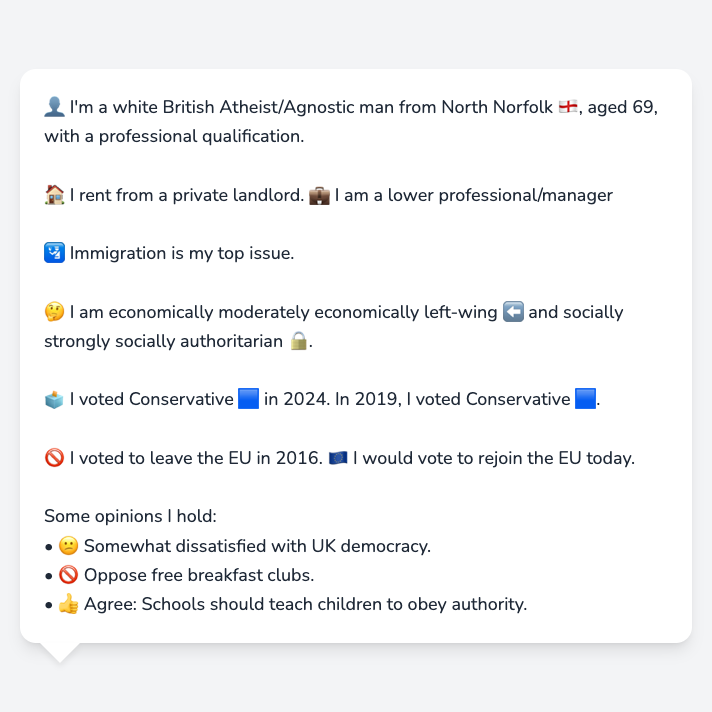 👤 I'm a white British Atheist/Agnostic man from North Norfolk 🏴󠁧󠁢󠁥󠁮󠁧󠁿, aged 69,
with a professional qualification.
🏠 I rent from a private landlord. 💼 I am a lower professional/manager
🛂 Immigration is my top issue.
🤔 I am economically moderately economically left-wing ⬅️ and socially
strongly socially authoritarian 🔒.
🗳️ I voted Conservative 🟦 in 2024. In 2019, I voted Conservative 🟦.
🚫 I voted to leave the EU in 2016. 🇪🇺 I would vote to rejoin the EU today.
Some opinions I hold:
• 😕 Somewhat dissatisfied with UK democracy.
• 🚫 Oppose free breakfast clubs.
• 👍 Agree: Schools should teach children to obey authority.